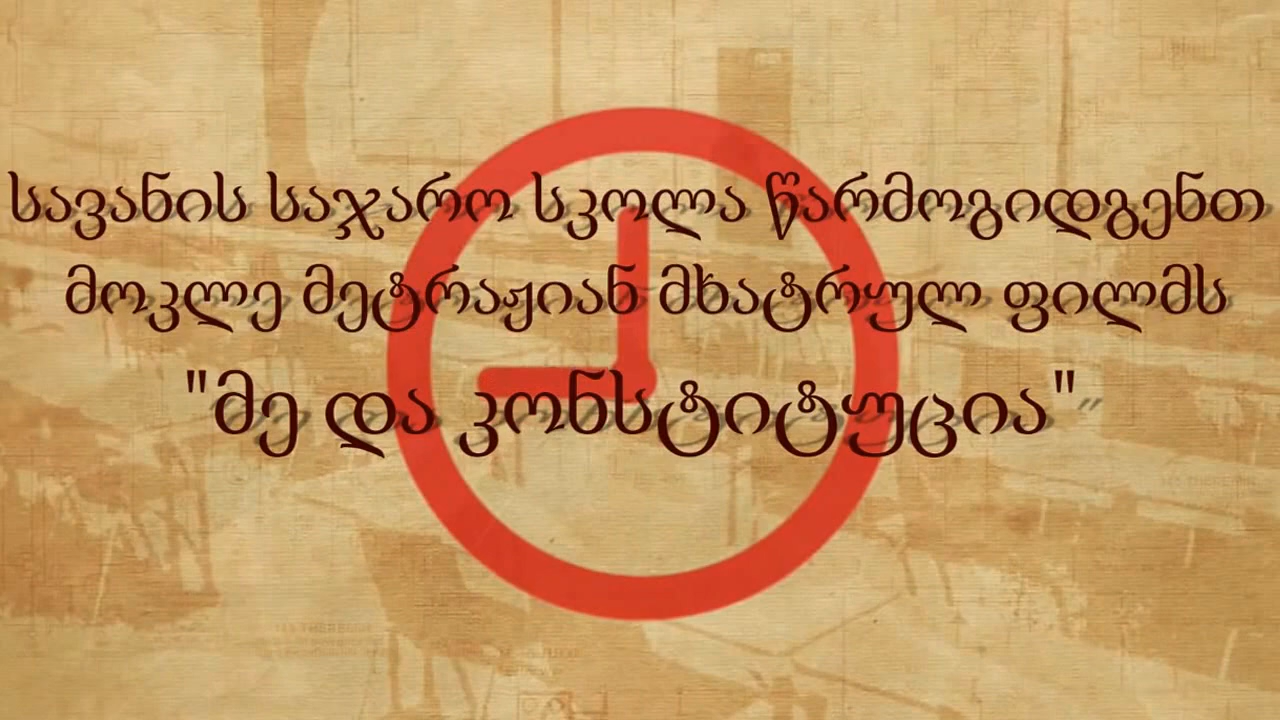 სავანის საჯარო სკოლა წარმოგიდგენთ
მოკლე მეტრაჟიან მხატრულ ფილმს
"მე და კონსტიტუცია"